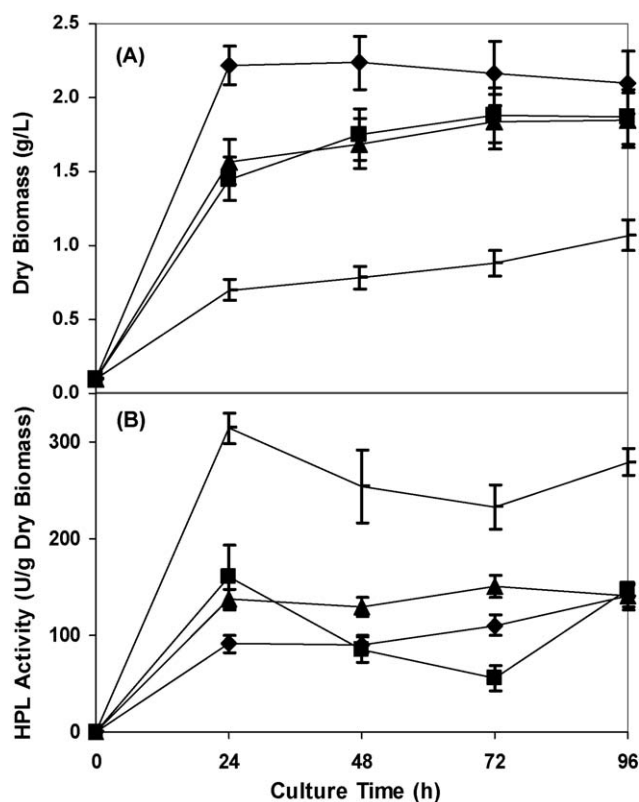 (A)
Dry Biomass (g/L)
2.5
2.0
1.5
1.0
0.5
0.0
(B)
HPL Activity (U/g Dry Biomass)
300
200
100
0
0 24 48 72 96
Culture Time (h)